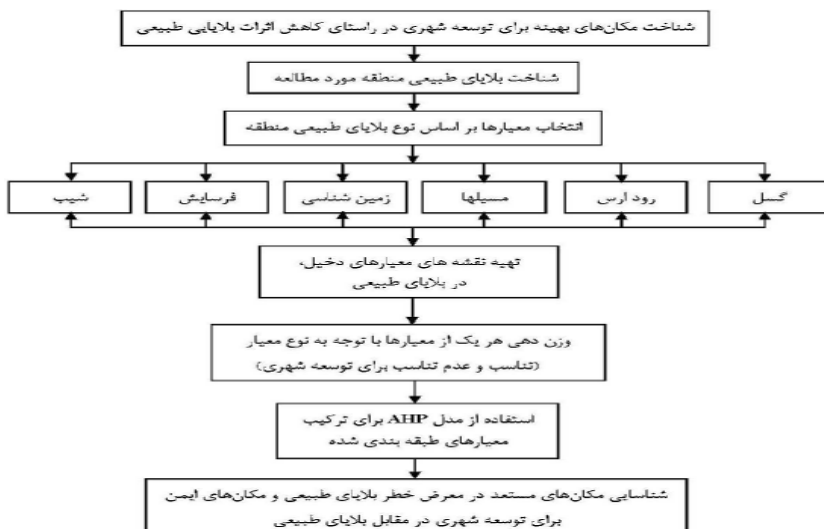 شناخت مکان‌های بهینه برای توسعه شهری در راستای کاهش اثرات بلایایی طبیعی
شناخت بلایای طبیعی منطقه مورد مطالعه
انتخاب معیارها بر اساس نوع بلایای طبیعی منطقه
گسل
رود ارس
مسیلها
زمین شناسی
فرسایش
شیب
تهیه نقشه های معیارهای دخیل،
در بلایای طبیعی
وزن دهی هر یک از معیارها با توجه به نوع معیار
(تناسب و عدم تناسب برای توسعه شهری)
استفاده از مدل AHP برای ترکیب
معیارهای طبقه بندی شده
شناسایی مکان‌های مستعد در معرض خطر بلایای طبیعی و مکان‌های ایمن
برای توسعه شهری در مقابل بلایای طبیعی